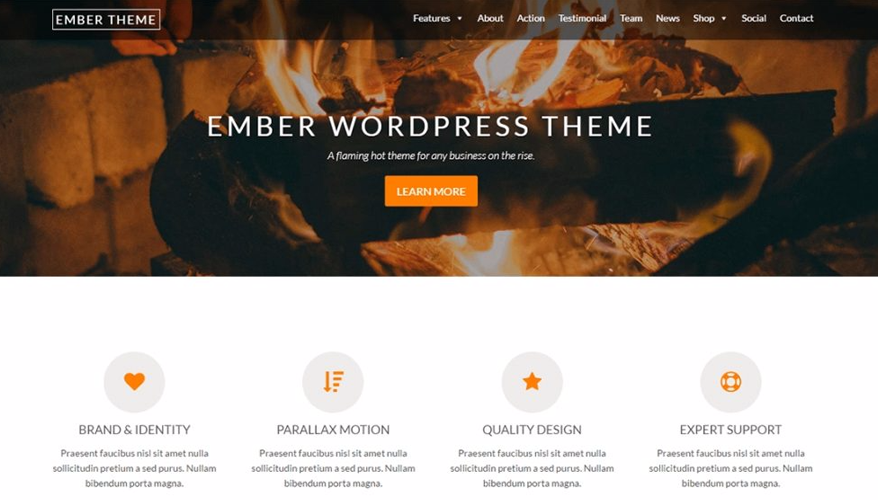 EMBER THEME
Features About Action Testimonial Team News Shop Social Contact
EMBER WORDPRESS THEME
A flaming hot theme for any business on the rise.
LEARN MORE
BRAND & IDENTITY
Praesent faucibus nisl sit amet nulla
sollicitudin pretium a sed purus. Nullam
bibendum porta magna.
PARALLAX MOTION
Praesent faucibus nisl sit amet nulla
sollicitudin pretium a sed purus. Nullam
bibendum porta magna.
QUALITY DESIGN
Praesent faucibus nisl sit amet nulla
sollicitudin pretium a sed purus. Nullam
bibendum porta magna.
EXPERT SUPPORT
Praesent faucibus nisl sit amet nulla
sollicitudin pretium a sed purus. Nullam
bibendum porta magna.